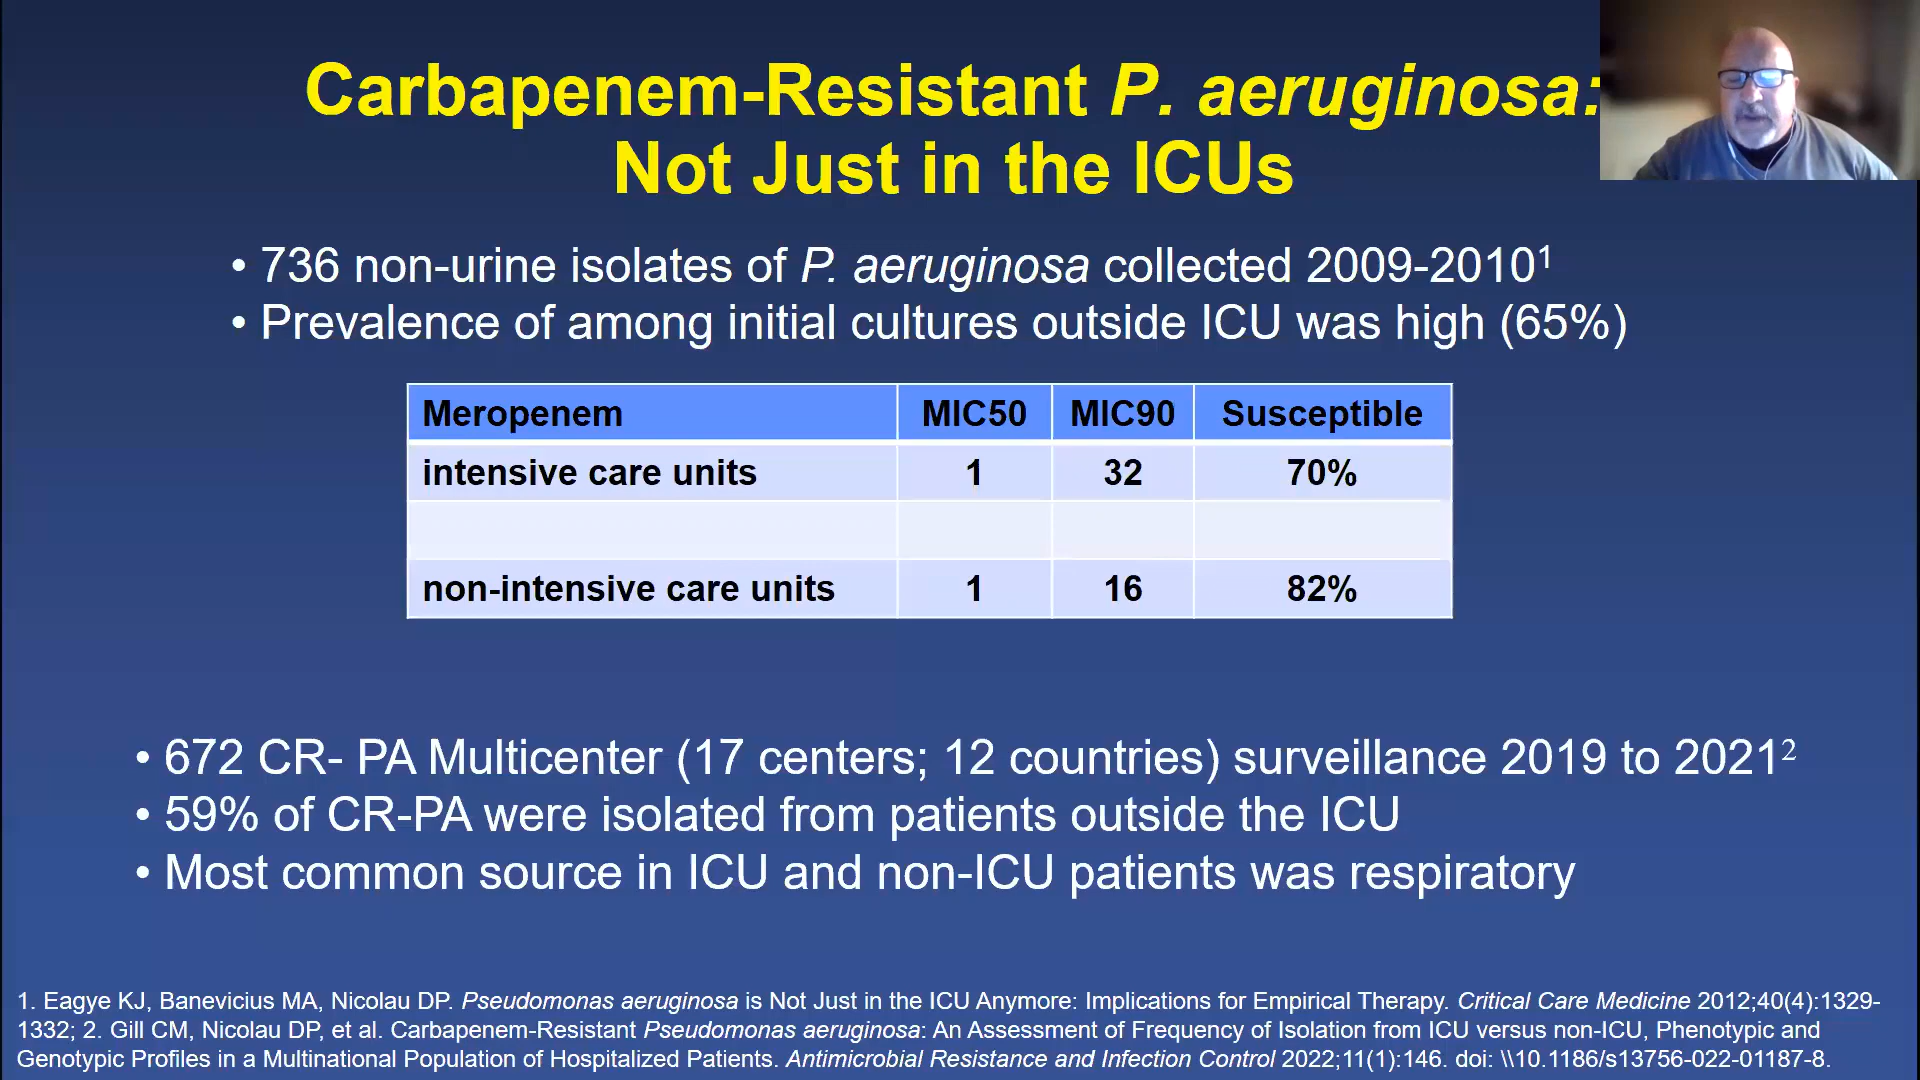 Carbapenem-Resistant P. aeruginosa:
Not Just in the ICUs
• 736 non-urine isolates of P. aeruginosa collected 2009-2010¹
• Prevalence of among initial cultures outside ICU was high (65%)
Meropenem MIC50 MIC90 Susceptible
intensive care units 1 32 70%
non-intensive care units 1 16 82%
• 672 CR- PA Multicenter (17 centers; 12 countries) surveillance 2019 to 2021²
• 59% of CR-PA were isolated from patients outside the ICU
• Most common source in ICU and non-ICU patients was respiratory
1. Eagye KJ, Banevicius MA, Nicolau DP. Pseudomonas aeruginosa is Not Just in the ICU Anymore: Implications for Empirical Therapy. Critical Care Medicine 2012;40(4):1329-
1332; 2. Gill CM, Nicolau DP, et al. Carbapenem-Resistant Pseudomonas aeruginosa: An Assessment of Frequency of Isolation from ICU versus non-ICU, Phenotypic and
Genotypic Profiles in a Multinational Population of Hospitalized Patients. Antimicrobial Resistance and Infection Control 2022;11(1):146. doi: \\10.1186/s13756-022-01187-8.